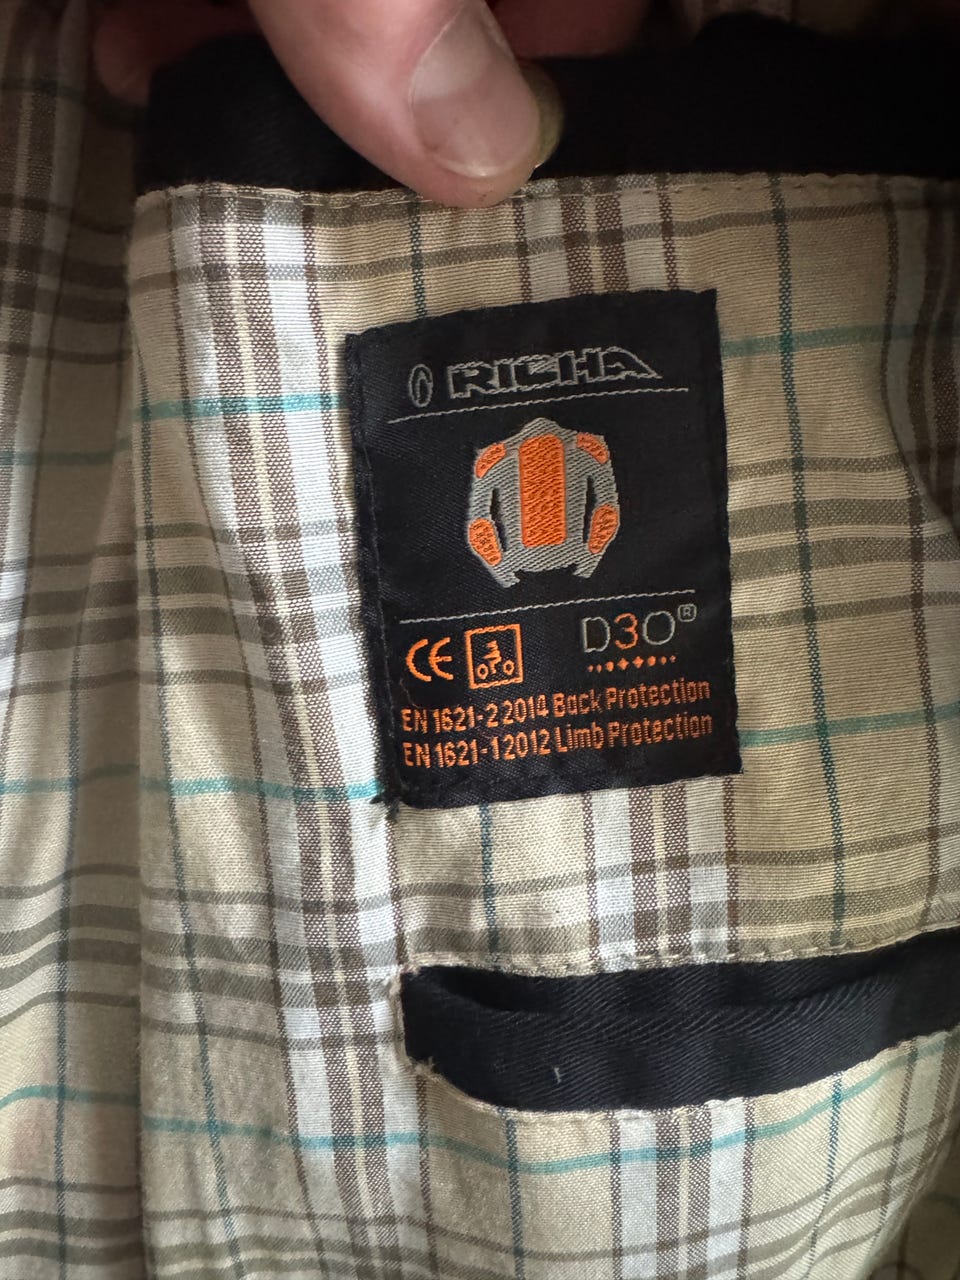 RICHA
CE D3O®
EN 1621-2 2014 Back Protection
EN 1621-1 2012 Limb Protection